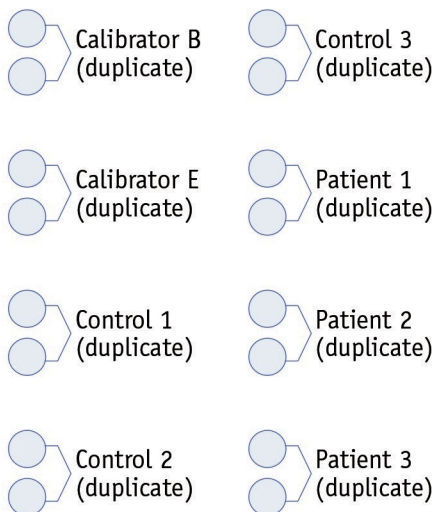 Calibrator B
(duplicate)
Calibrator E
(duplicate)
Control 1
(duplicate)
Control 2
(duplicate)
Control 3
(duplicate)
Patient 1
(duplicate)
Patient 2
(duplicate)
Patient 3
(duplicate)